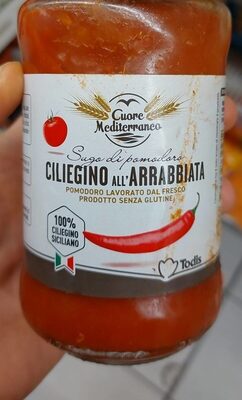 Cuore
Mediterraneo
Sugo di pomodoro
CILIEGINO ALL'ARRABBIATA
POMODORO LAVORATO DAL FRESCO
PRODOTTO SENZA GLUTINE
100%
CILIEGINO
SICILIANO
Todis